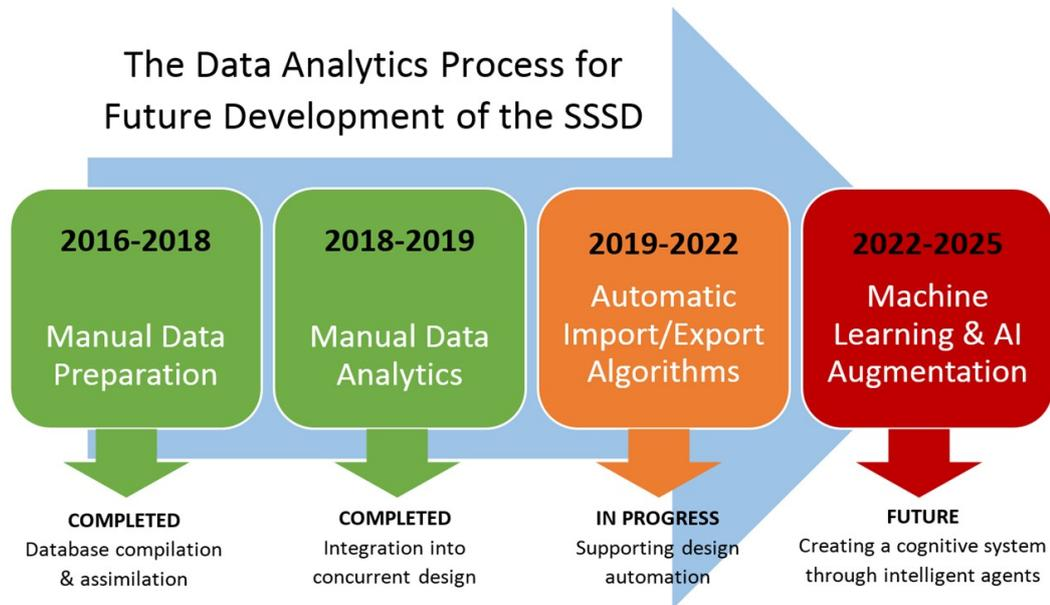 The Data Analytics Process for
Future Development of the SSSD
2016-2018
Manual Data
Preparation
2018-2019
Manual Data
Analytics
2019-2022
Automatic
Import/Export
Algorithms
2022-2025
Machine
Learning & AI
Augmentation
COMPLETED
Database compilation
& assimilation
COMPLETED
Integration into
concurrent design
IN PROGRESS
Supporting design
automation
FUTURE
Creating a cognitive system
through intelligent agents